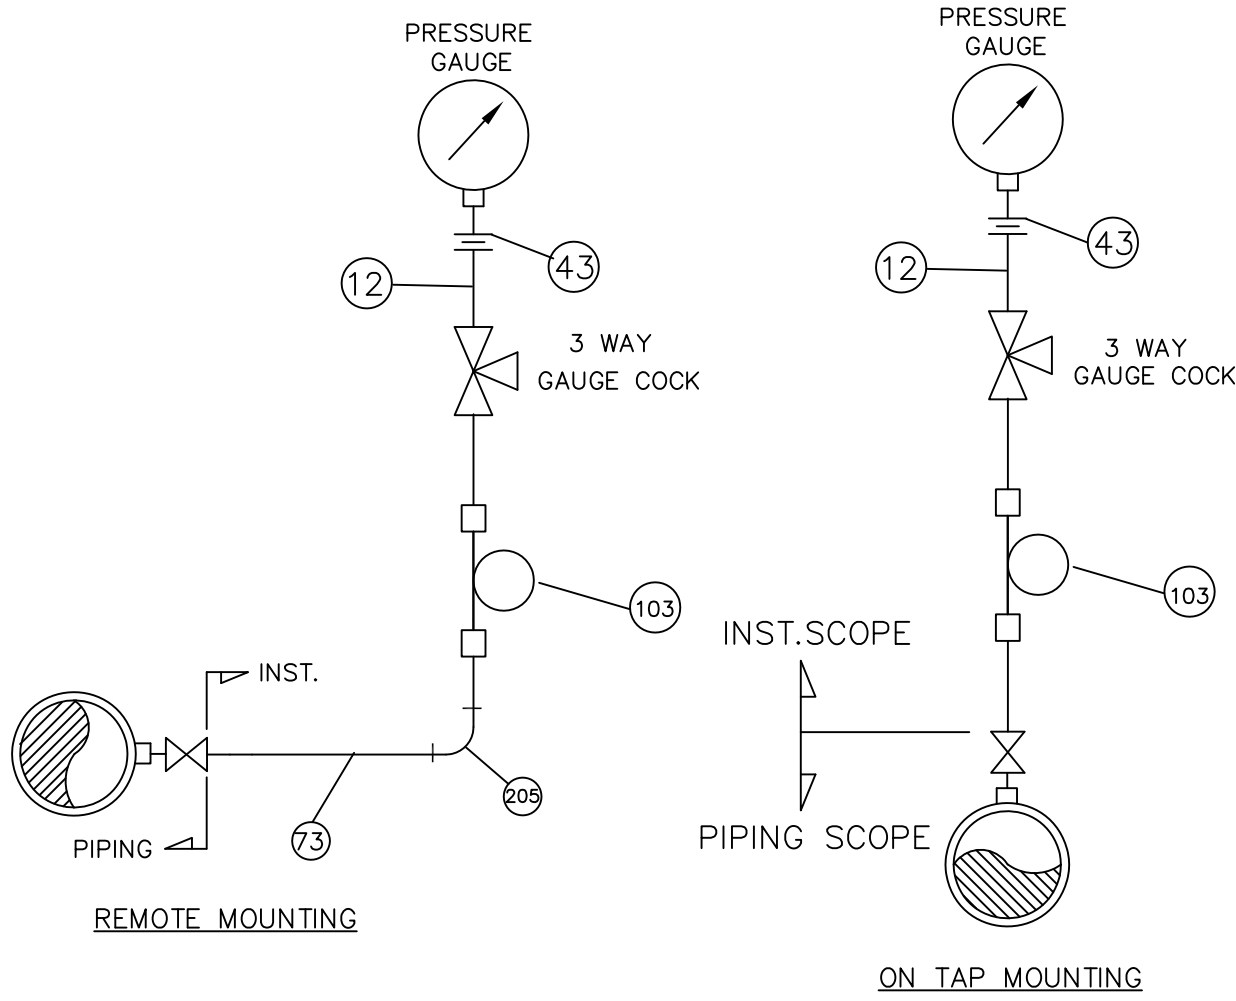 PRESSURE
GAUGE
43
12
3 WAY
GAUGE COCK
103
INST.
PIPING
73
205
REMOTE MOUNTING
PRESSURE
GAUGE
43
12
3 WAY
GAUGE COCK
103
INST.SCOPE
PIPING SCOPE
ON TAP MOUNTING